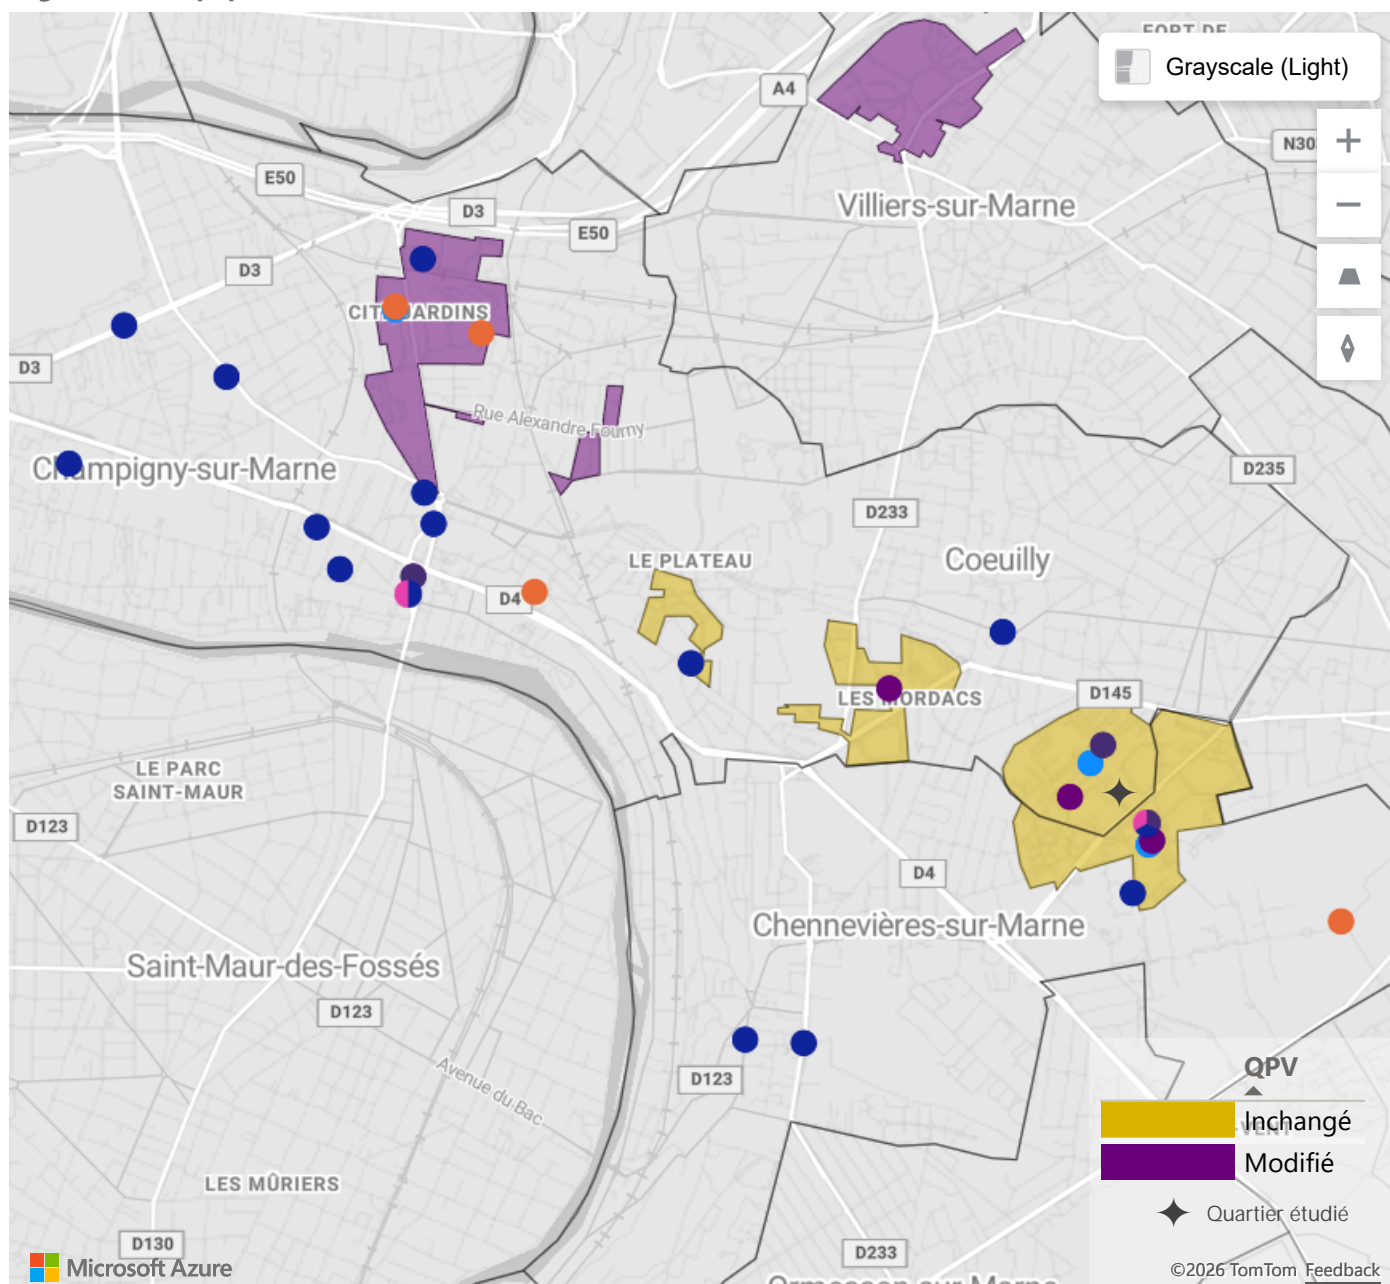 FORT DE
Grayscale (Light)
A4
N30
E50
Villiers-sur-Marne
D3
E50
D3
CITÉ JARDINS
D3
Rue Alexandre Fourny
Champigny-sur-Marne
D235
D233
LE PLATEAU
Coeuilly
D4
LES MORDACS
D145
LE PARC
SAINT-MAUR
D123
D4
Chennevières-sur-Marne
Saint-Maur-des-Fossés
D123
Avenue du Bac
D123
QPV
Inchangé
Modifié
Quartier étudié
LES MÛRIERS
D130
D233
Microsoft Azure
©2026 TomTom Feedback
Ormesson-sur-Marne